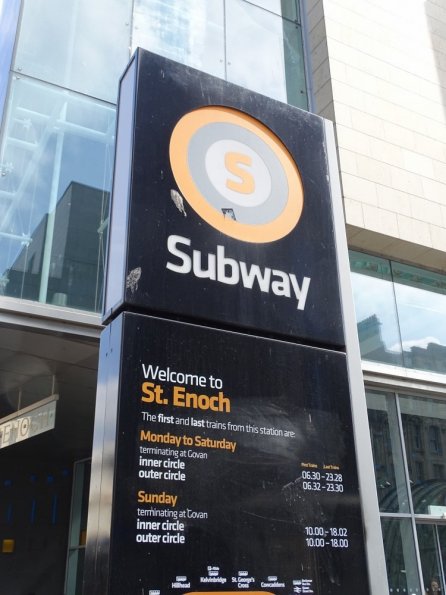 S
Subway
Welcome to
St. Enoch
The first and last trains from this station are:
Monday to Saturday
First Trains Last Trains
terminating at Govan
inner circle 06.30 - 23.28
outer circle 06.32 - 23.30
Sunday
terminating at Govan
inner circle 10.00 - 18.02
outer circle 10.00 - 18.00
Hillhead
Kelvinbridge
St. George's
Cross
Cowcaddens